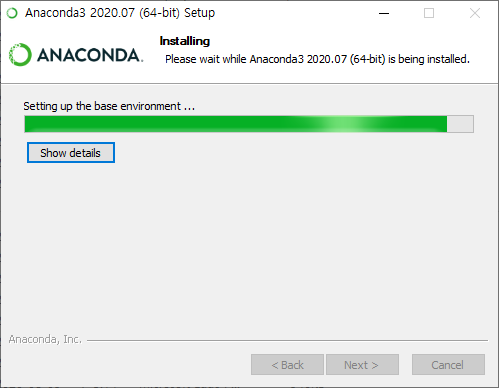 Anaconda3 2020.07 (64-bit) Setup
Installing
Please wait while Anaconda3 2020.07 (64-bit) is being installed.
ANACONDA.
Setting up the base environment ...
Show details
Anaconda, Inc.
< Back
Next >
Cancel